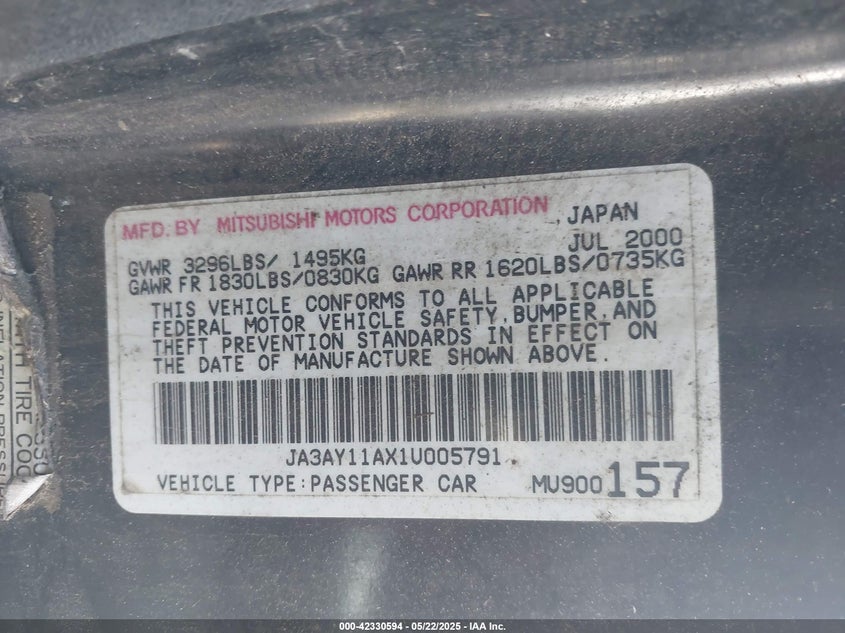 MFD. BY MITSUBISHI MOTORS CORPORATION, JAPAN
JUL 2000
GVWR 3296LBS/ 1495KG
GAWR FR 1830LBS/0830KG GAWR RR 1620LBS/0735KG
THIS VEHICLE CONFORMS TO ALL APPLICABLE
FEDERAL MOTOR VEHICLE SAFETY, BUMPER, AND
THEFT PREVENTION STANDARDS IN EFFECT ON
THE DATE OF MANUFACTURE SHOWN ABOVE.
JA3AY11AX1U005791
VEHICLE TYPE:PASSENGER CAR MU900157
TIRE
000-42330594 - 05/22/2025 - IAA Inc.